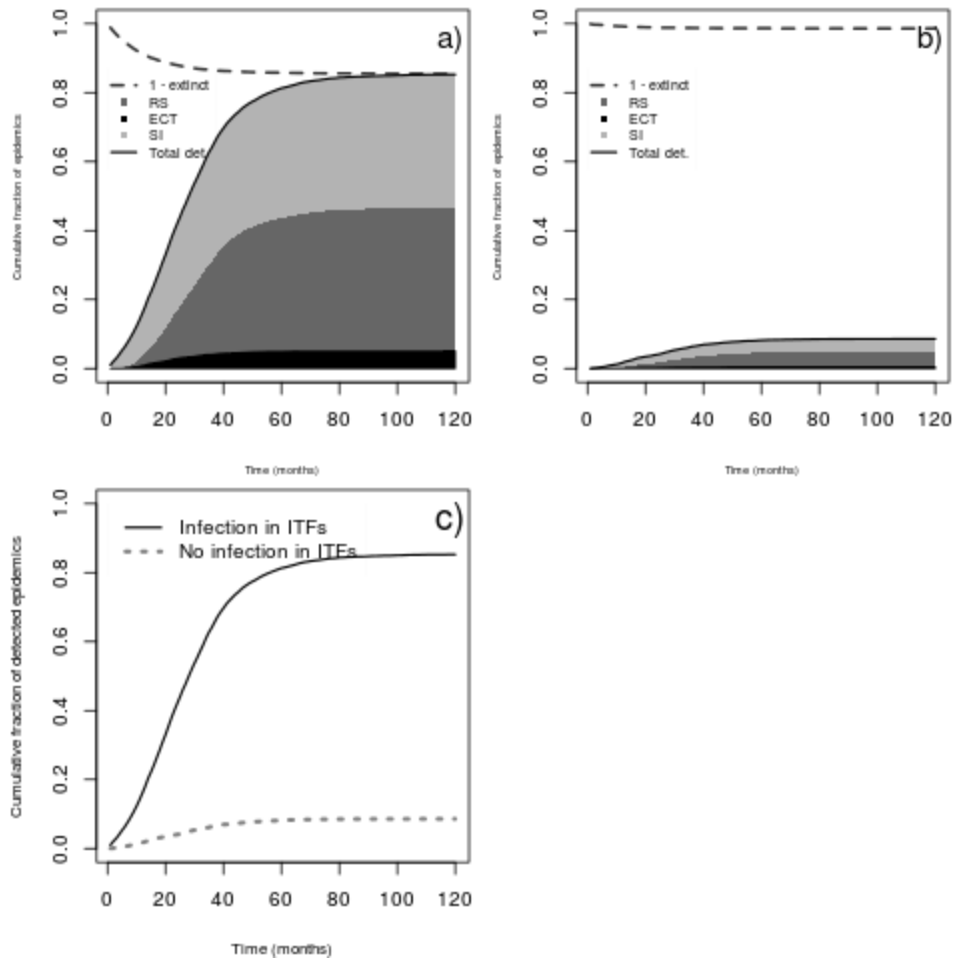 a)
1.0
0.8
0.6
0.4
0.2
0.0
Cumulative fraction of epidemics
1 - extinct
RS
ECT
SI
Total det.
0 20 40 60 80 100 120
Time (months)
b)
1.0
0.8
0.6
0.4
0.2
0.0
Cumulative fraction of epidemics
1 - extinct
RS
ECT
SI
Total det.
0 20 40 60 80 100 120
Time (months)
c)
1.0
0.8
0.6
0.4
0.2
0.0
Cumulative fraction of detected epidemics
Infection in ITFs
No infection in ITFs
0 20 40 60 80 100 120
Time (months)